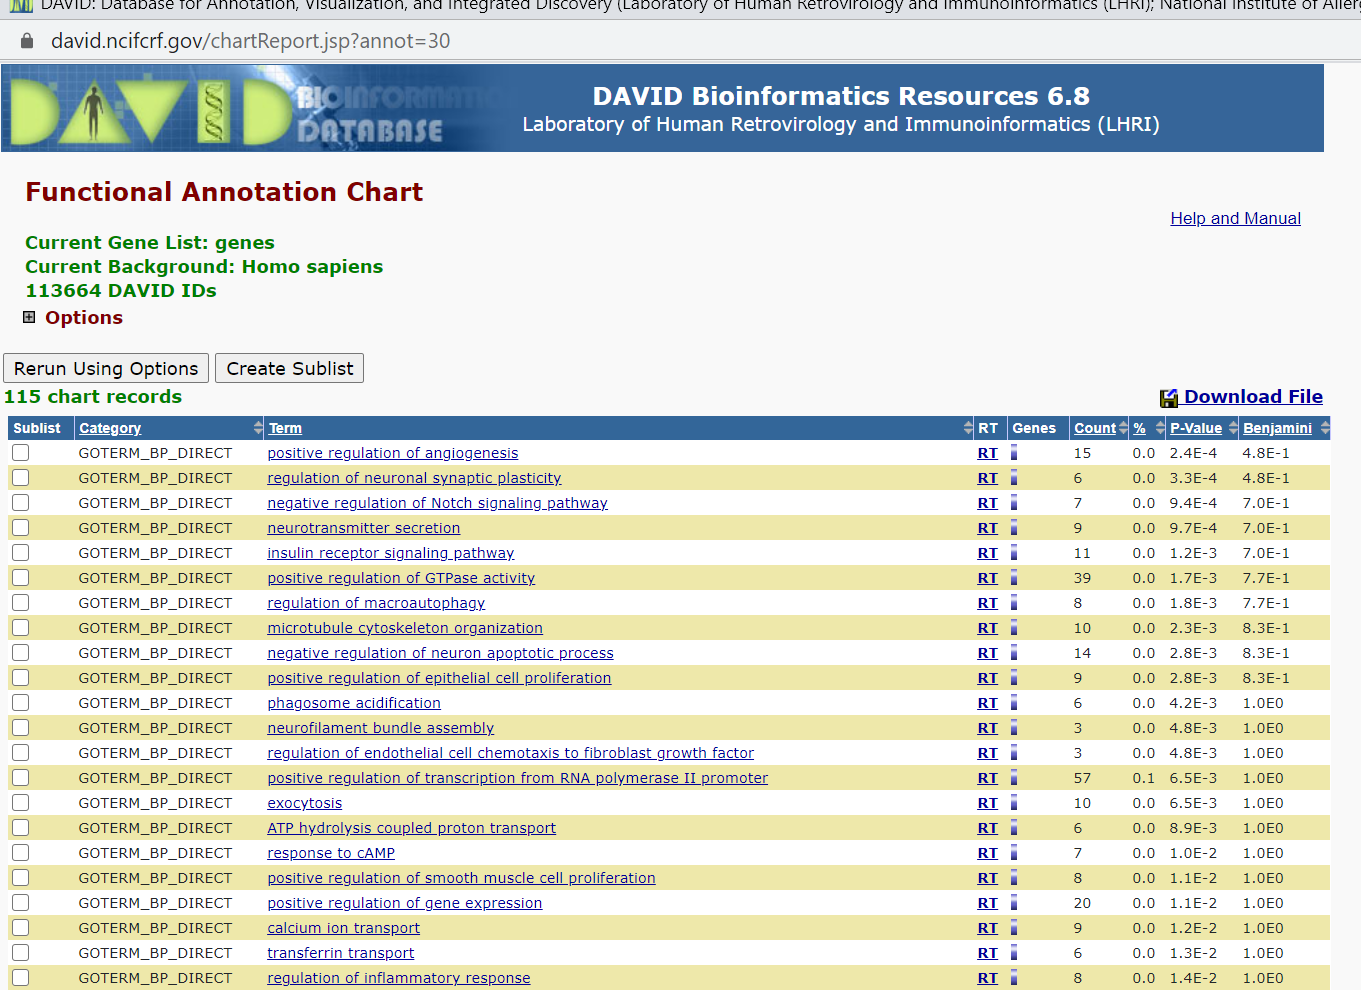 DAVID: Database for Annotation, Visualization, and Integrated Discovery (Laboratory of Human Retrovirology and Immunoinformatics (LHRI); National Institute of Aller
david.ncifcrf.gov/chartReport.jsp?annot=30
DAVID BIOINFORMATIC DATABASE
DAVID Bioinformatics Resources 6.8
Laboratory of Human Retrovirology and Immunoinformatics (LHRI)
Functional Annotation Chart
Help and Manual
Current Gene List: genes
Current Background: Homo sapiens
113664 DAVID IDs
Options
Rerun Using Options Create Sublist
115 chart records Download File
Sublist Category Term RT Genes Count % P-Value Benjamini
GOTERM_BP_DIRECT positive regulation of angiogenesis RT 15 0.0 2.4E-4 4.8E-1
GOTERM_BP_DIRECT regulation of neuronal synaptic plasticity RT 6 0.0 3.3E-4 4.8E-1
GOTERM_BP_DIRECT negative regulation of Notch signaling pathway RT 7 0.0 9.4E-4 7.0E-1
GOTERM_BP_DIRECT neurotransmitter secretion RT 9 0.0 9.7E-4 7.0E-1
GOTERM_BP_DIRECT insulin receptor signaling pathway RT 11 0.0 1.2E-3 7.0E-1
GOTERM_BP_DIRECT positive regulation of GTPase activity RT 39 0.0 1.7E-3 7.7E-1
GOTERM_BP_DIRECT regulation of macroautophagy RT 8 0.0 1.8E-3 7.7E-1
GOTERM_BP_DIRECT microtubule cytoskeleton organization RT 10 0.0 2.3E-3 8.3E-1
GOTERM_BP_DIRECT negative regulation of neuron apoptotic process RT 14 0.0 2.8E-3 8.3E-1
GOTERM_BP_DIRECT positive regulation of epithelial cell proliferation RT 9 0.0 2.8E-3 8.3E-1
GOTERM_BP_DIRECT phagosome acidification RT 6 0.0 4.2E-3 1.0E0
GOTERM_BP_DIRECT neurofilament bundle assembly RT 3 0.0 4.8E-3 1.0E0
GOTERM_BP_DIRECT regulation of endothelial cell chemotaxis to fibroblast growth factor RT 3 0.0 4.8E-3 1.0E0
GOTERM_BP_DIRECT positive regulation of transcription from RNA polymerase II promoter RT 57 0.1 6.5E-3 1.0E0
GOTERM_BP_DIRECT exocytosis RT 10 0.0 6.5E-3 1.0E0
GOTERM_BP_DIRECT ATP hydrolysis coupled proton transport RT 6 0.0 8.9E-3 1.0E0
GOTERM_BP_DIRECT response to cAMP RT 7 0.0 1.0E-2 1.0E0
GOTERM_BP_DIRECT positive regulation of smooth muscle cell proliferation RT 8 0.0 1.1E-2 1.0E0
GOTERM_BP_DIRECT positive regulation of gene expression RT 20 0.0 1.1E-2 1.0E0
GOTERM_BP_DIRECT calcium ion transport RT 9 0.0 1.2E-2 1.0E0
GOTERM_BP_DIRECT transferrin transport RT 6 0.0 1.3E-2 1.0E0
GOTERM_BP_DIRECT regulation of inflammatory response RT 8 0.0 1.4E-2 1.0E0